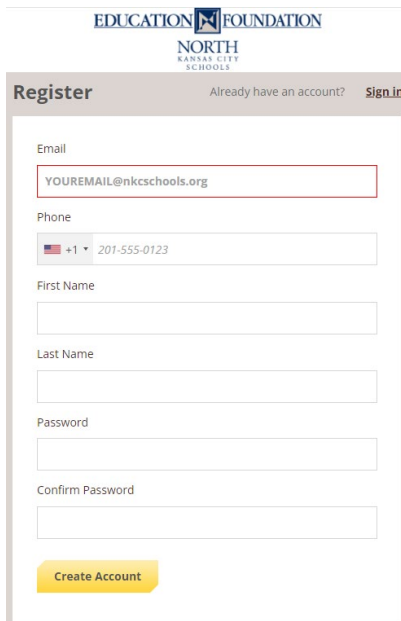 EDUCATION N FOUNDATION
NORTH
KANSAS CITY
SCHOOLS
Register
Already have an account? Sign in
Email
YOUREMAIL@nkcschools.org
Phone
+1 201-555-0123
First Name
Last Name
Password
Confirm Password
Create Account